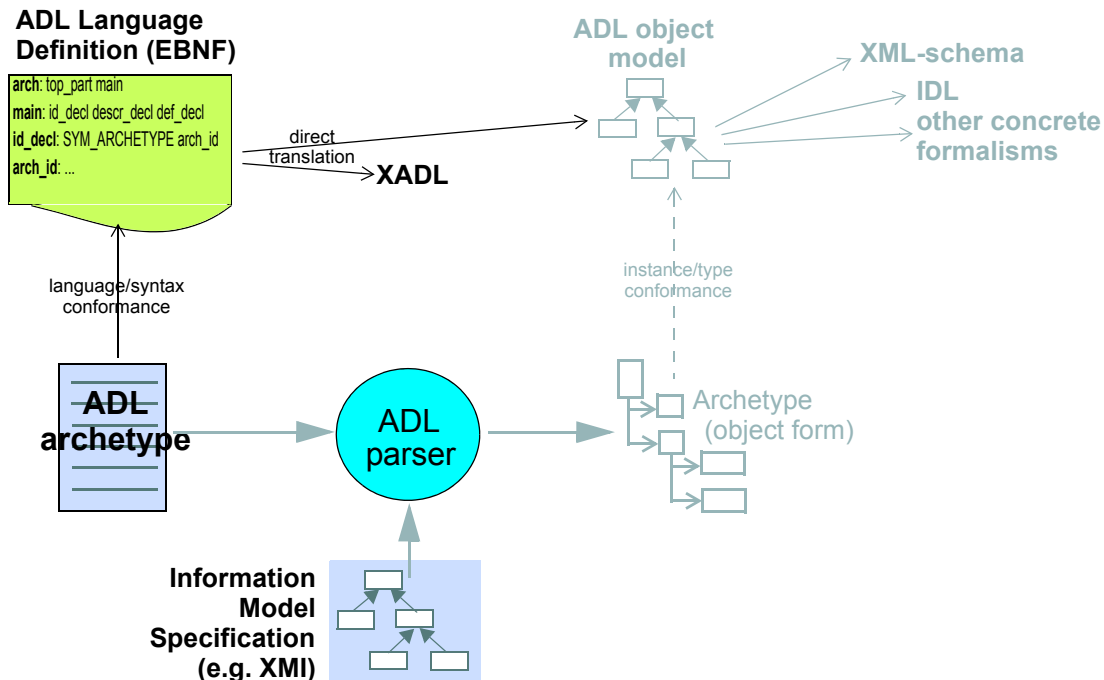 ADL Language
Definition (EBNF)
arch: top_part main
main: id_decl descr_decl def_decl
id_decl: SYM_ARCHETYPE arch_id
arch_id: ...
direct
translation
XADL
ADL object
model
XML-schema
IDL
other concrete
formalisms
language/syntax
conformance
instance/type
conformance
ADL
archetype
ADL
parser
Archetype
(object form)
Information
Model
Specification
(e.g. XMI)